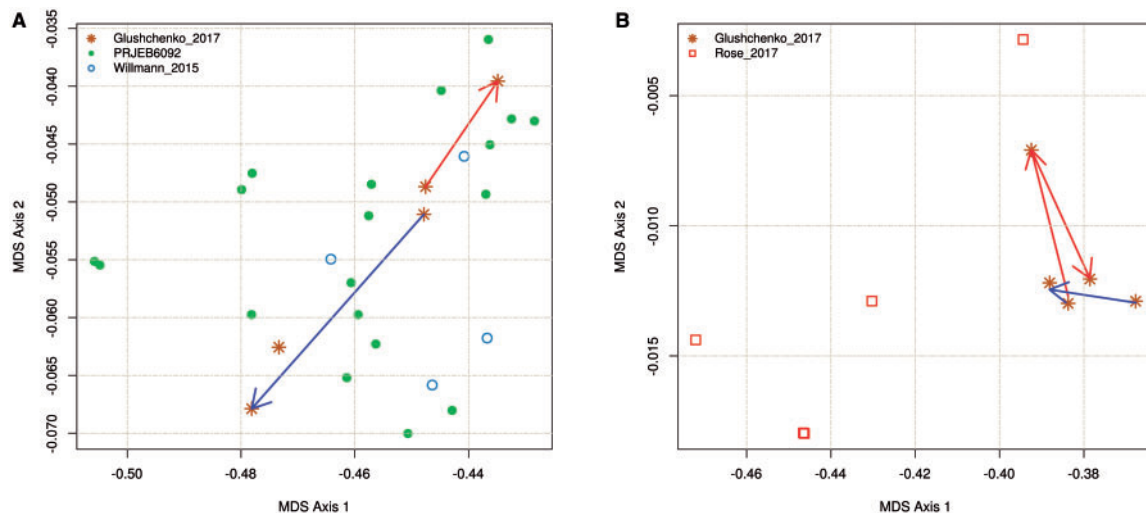 A
Glushchenko_2017
PRJEB6092
Willmann_2015
-0.035
-0.040
-0.045
-0.050
-0.055
-0.060
-0.065
-0.070
MDS Axis 2
-0.50
-0.48
-0.46
-0.44
MDS Axis 1
B
Glushchenko_2017
Rose_2017
-0.005
-0.010
-0.015
MDS Axis 2
-0.46
-0.44
-0.42
-0.40
-0.38
MDS Axis 1